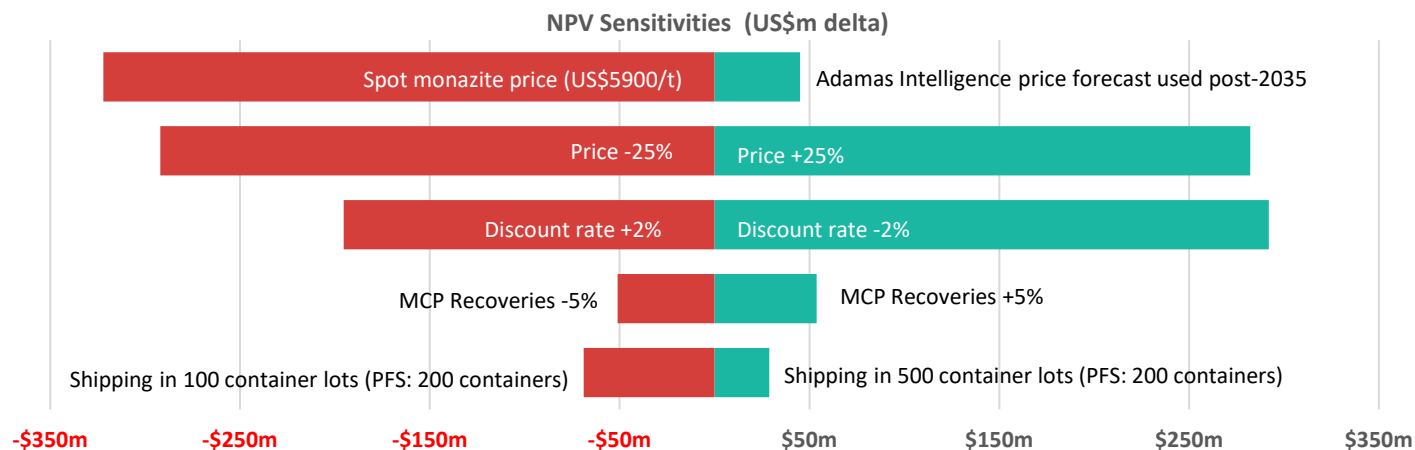 NPV Sensitivities (US$m delta)
Spot monazite price (US$5900/t)
Adamas Intelligence price forecast used post-2035
Price -25%
Price +25%
Discount rate +2%
Discount rate -2%
MCP Recoveries -5%
MCP Recoveries +5%
Shipping in 100 container lots (PFS: 200 containers)
Shipping in 500 container lots (PFS: 200 containers)
-$350m
-$250m
-$150m
-$50m
$50m
$150m
$250m
$350m